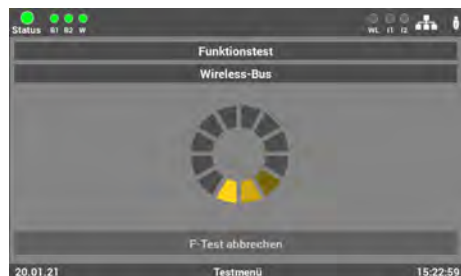 Status B1 B2 W WL I1 I2
Funktionstest
Wireless-Bus
F-Test abbrechen
20.01.21 Testmenü 15:22:59